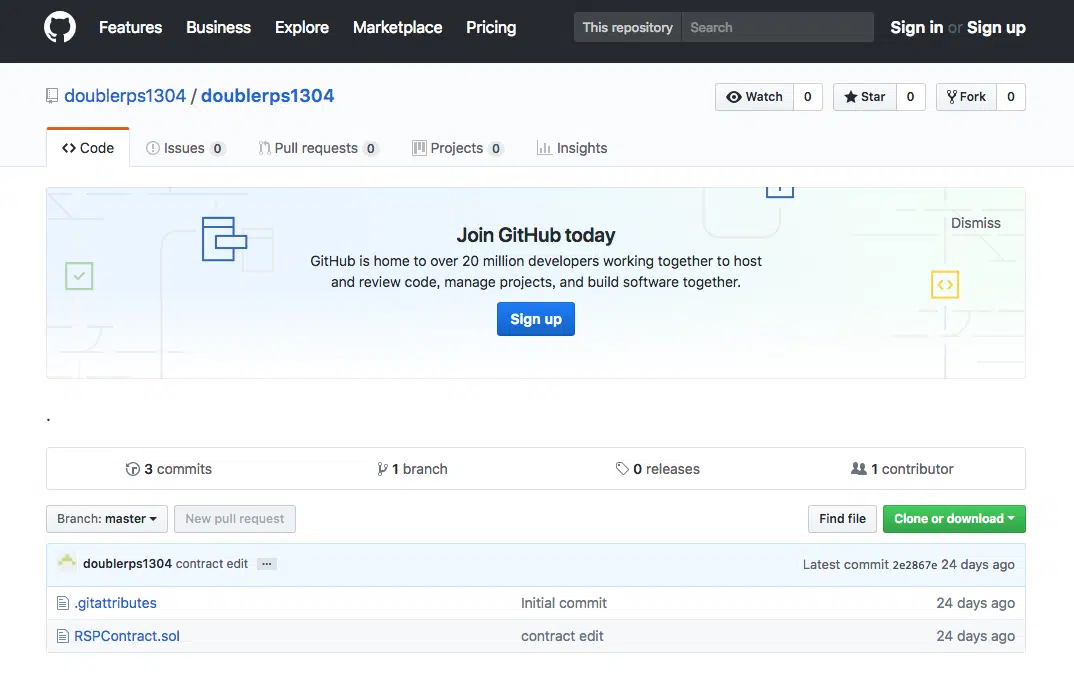 Features Business Explore Marketplace Pricing This repository Search Sign in or Sign up
doublerps1304 / doublerps1304 Watch 0 Star 0 Fork 0
Code Issues 0 Pull requests 0 Projects 0 Insights
Dismiss
Join GitHub today
GitHub is home to over 20 million developers working together to host
and review code, manage projects, and build software together.
Sign up
.
3 commits 1 branch 0 releases 1 contributor
Branch: master New pull request Find file Clone or download
doublerps1304 contract edit ... Latest commit 2e2867e 24 days ago
.gitattributes Initial commit 24 days ago
RSPContract.sol contract edit 24 days ago